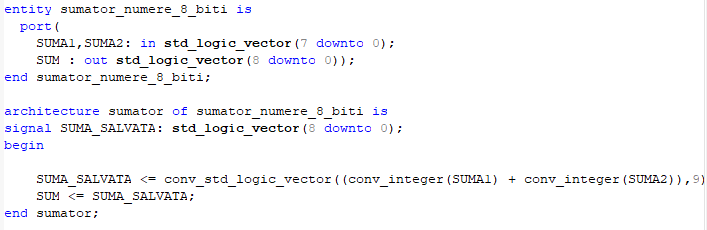 entity sumator_numere_8_biti is
port(
SUMA1,SUMA2: in std_logic_vector(7 downto 0);
SUM : out std_logic_vector(8 downto 0));
end sumator_numere_8_biti;
architecture sumator of sumator_numere_8_biti is
signal SUMA_SALVATA: std_logic_vector(8 downto 0);
begin
SUMA_SALVATA <= conv_std_logic_vector((conv_integer(SUMA1) + conv_integer(SUMA2)),9)
SUM <= SUMA_SALVATA;
end sumator;